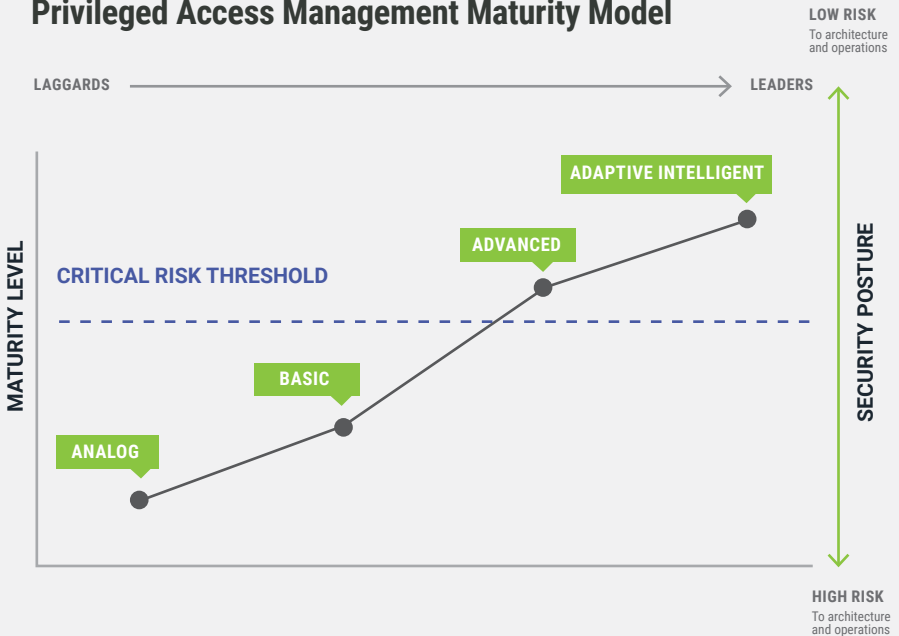 Privileged Access Management Maturity Model
LOW RISK
To architecture
and operations
LAGGARDS
LEADERS
ADAPTIVE INTELLIGENT
ADVANCED
CRITICAL RISK THRESHOLD
BASIC
ANALOG
MATURITY LEVEL
SECURITY POSTURE
HIGH RISK
To architecture
and operations